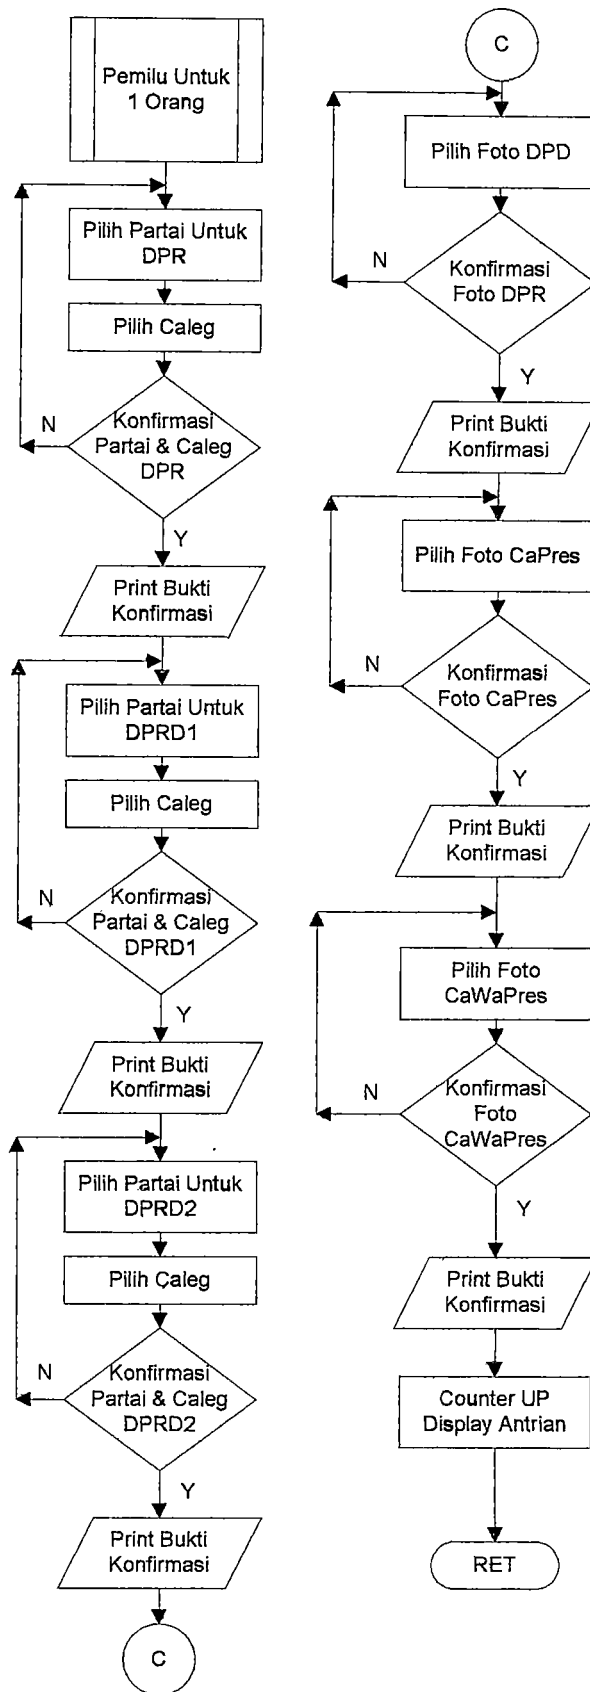 Pemilu Untuk
1 Orang
Pilih Partai Untuk
DPR
Pilih Caleg
Konfirmasi
Partai & Caleg
DPR
N
Y
Print Bukti
Konfirmasi
Pilih Partai Untuk
DPRD1
Pilih Caleg
Konfirmasi
Partai & Caleg
DPRD1
N
Y
Print Bukti
Konfirmasi
Pilih Partai Untuk
DPRD2
Pilih Caleg
Konfirmasi
Partai & Caleg
DPRD2
N
Y
Print Bukti
Konfirmasi
C
C
Pilih Foto DPD
Konfirmasi
Foto DPR
N
Y
Print Bukti
Konfirmasi
Pilih Foto CaPres
Konfirmasi
Foto CaPres
N
Y
Print Bukti
Konfirmasi
Pilih Foto
CaWaPres
Konfirmasi
Foto
CaWaPres
N
Y
Print Bukti
Konfirmasi
Counter UP
Display Antrian
RET